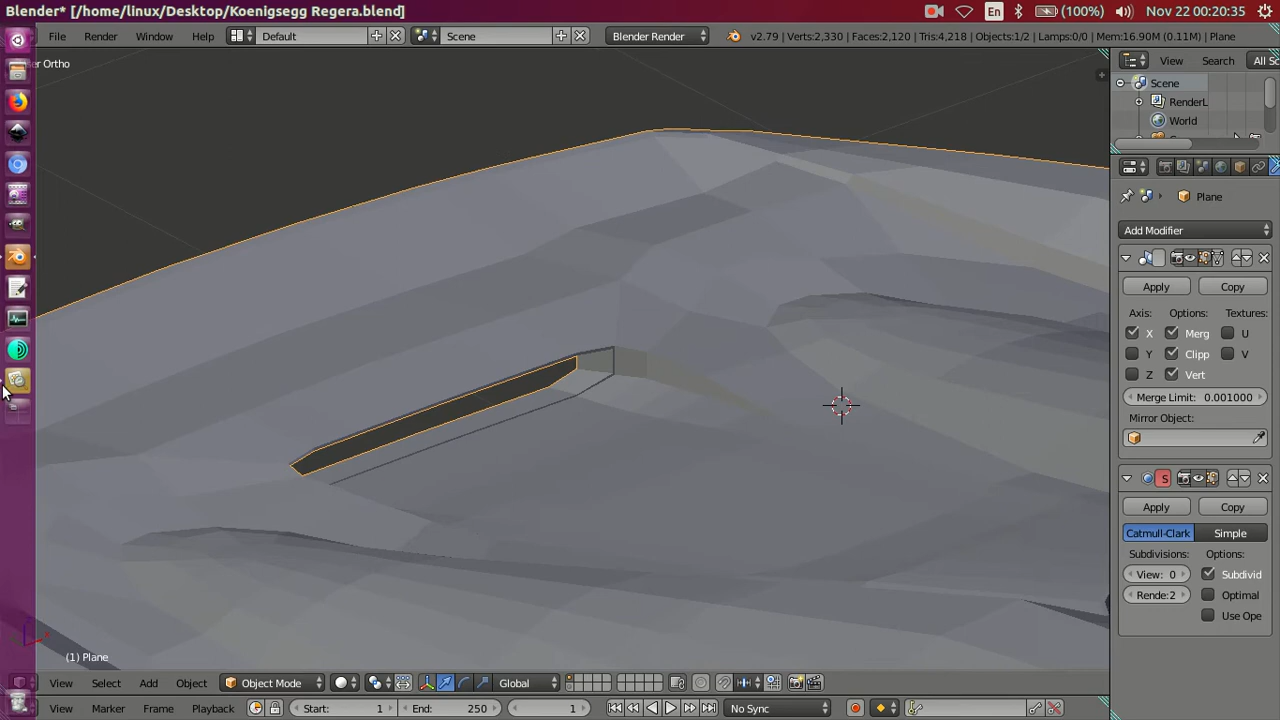 Blender* [/home/linux/Desktop/Koenigsegg Regera.blend]
En
(100%)
Nov 22 00:20:35
File Render Window Help
Default
Scene
Blender Render
v2.79 | Verts:2,330 | Faces:2,120 | Tris:4,218 | Objects:1/2 | Lamps:0/0 | Mem:16.90M (0.11M) | Plane
er Ortho
View Search All Sc
Scene
RenderL
World
Plane
Add Modifier
Apply Copy
Axis: Options: Textures:
X Merg U
Y Clipp V
Z Vert
Merge Limit: 0.001000
Mirror Object:
S
Apply Copy
Catmull-Clark Simple
Subdivisions: Options:
View: 0 Subdivid
Rende:2 Optimal
Use Ope
(1) Plane
View Select Add Object
Object Mode
Global
View Marker Frame Playback
Start: 1
End: 250
1
No Sync